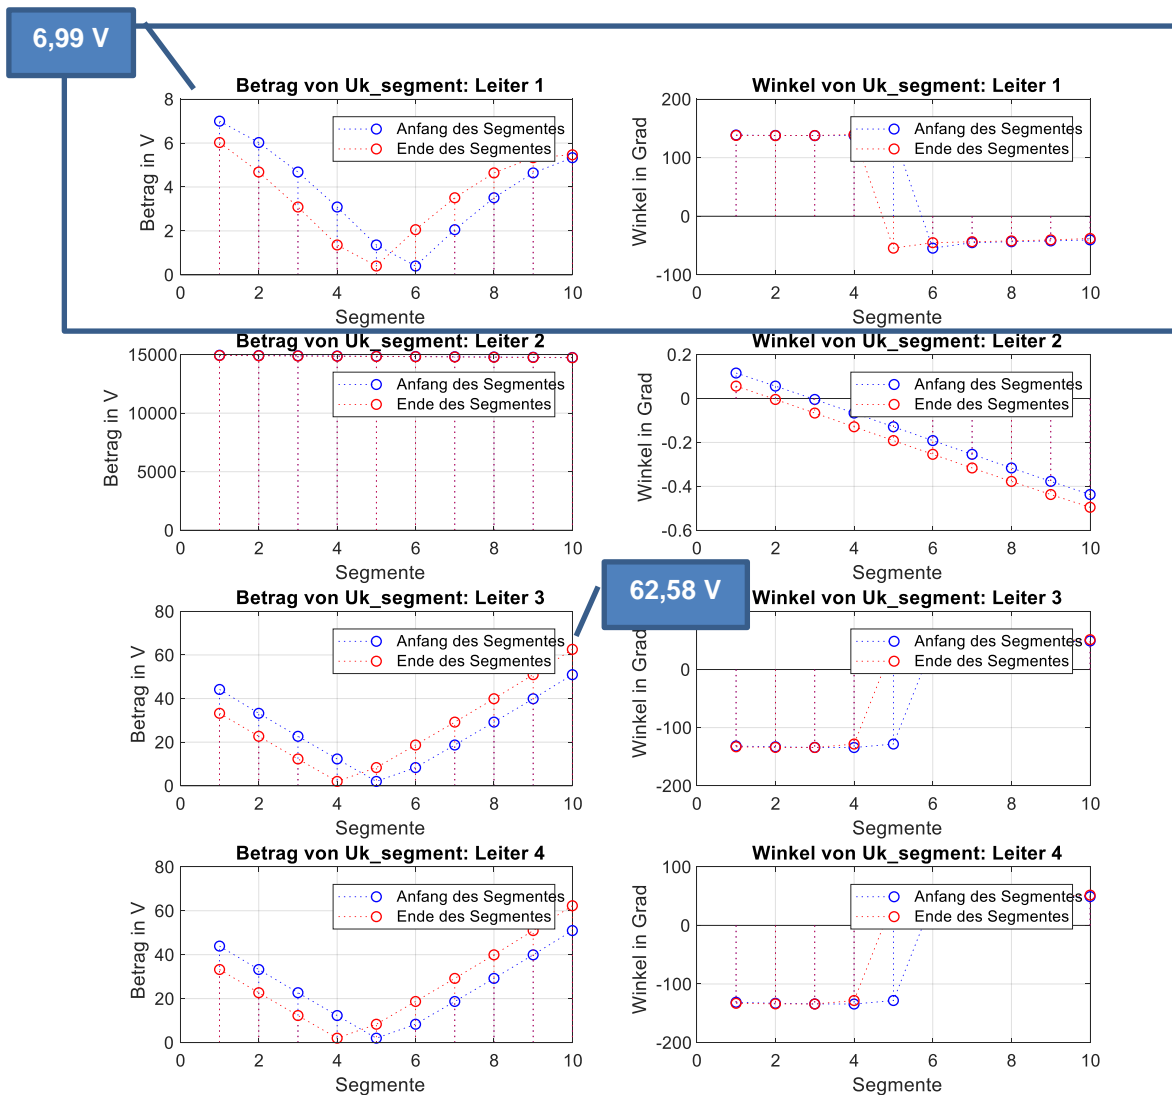 6,99 V
Betrag von Uk_segment: Leiter 1
8
6
4
2
0
Betrag in V
Anfang des Segmentes
Ende des Segmentes
0 2 4 6 8 10
Segmente
Winkel von Uk_segment: Leiter 1
200
100
0
-100
Winkel in Grad
Anfang des Segmentes
Ende des Segmentes
0 2 4 6 8 10
Segmente
Betrag von Uk_segment: Leiter 2
15000
10000
5000
0
Betrag in V
Anfang des Segmentes
Ende des Segmentes
0 2 4 6 8 10
Segmente
Winkel von Uk_segment: Leiter 2
0.2
0
-0.2
-0.4
-0.6
Winkel in Grad
Anfang des Segmentes
Ende des Segmentes
0 2 4 6 8 10
Segmente
62,58 V
Betrag von Uk_segment: Leiter 3
80
60
40
20
0
Betrag in V
Anfang des Segmentes
Ende des Segmentes
0 2 4 6 8 10
Segmente
Winkel von Uk_segment: Leiter 3
0
-100
-200
Winkel in Grad
Anfang des Segmentes
Ende des Segmentes
0 2 4 6 8 10
Segmente
Betrag von Uk_segment: Leiter 4
80
60
40
20
0
Betrag in V
Anfang des Segmentes
Ende des Segmentes
0 2 4 6 8 10
Segmente
Winkel von Uk_segment: Leiter 4
100
0
-100
-200
Winkel in Grad
Anfang des Segmentes
Ende des Segmentes
0 2 4 6 8 10
Segmente